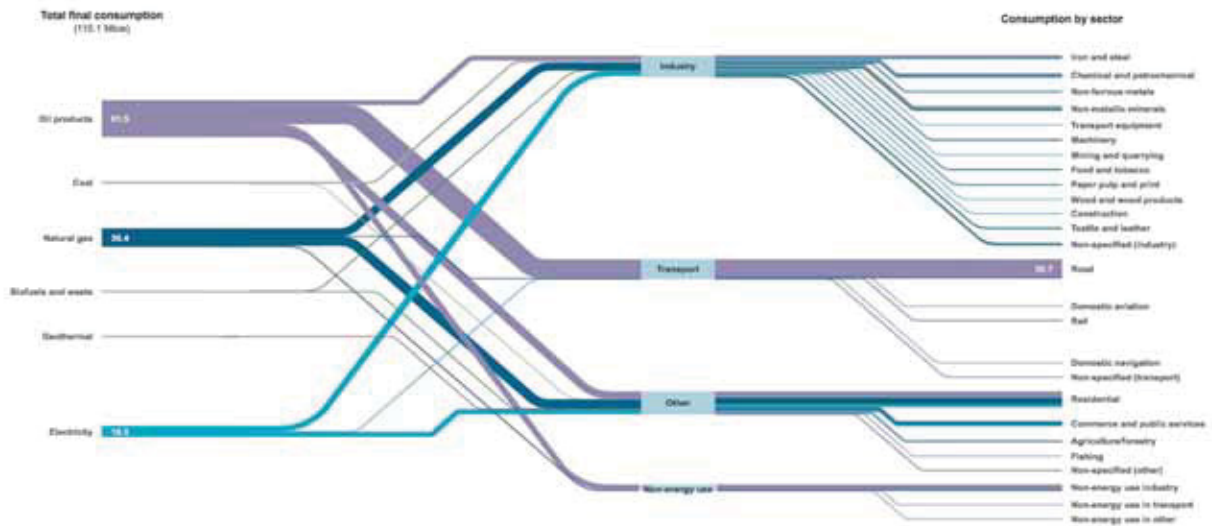 Total final consumption
Consumption by sector
Oil products
Coal
Natural gas
Biofuels and waste
Geothermal
Electricity
Industry
Transport
Other
Non-energy use
Iron and steel
Chemical and petrochemical
Non-ferrous metals
Non-metallic minerals
Transport equipment
Machinery
Mining and quarrying
Food and tobacco
Paper pulp and print
Wood and wood products
Construction
Textile and leather
Non-specified (industry)
Road
Domestic aviation
Rail
Domestic navigation
Non-specified (transport)
Residential
Commerce and public services
Agriculture/forestry
Fishing
Non-specified (other)
Non-energy use industry
Non-energy use in transport
Non-energy use in other